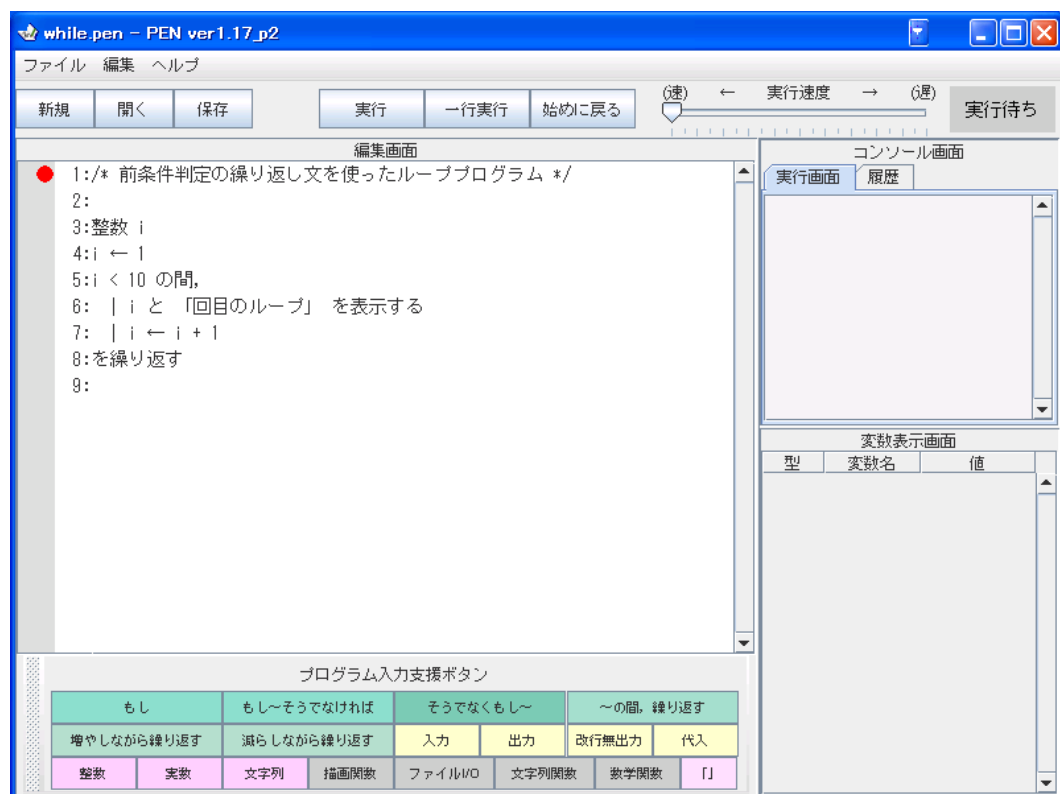 while.pen - PEN ver1.17_p2
ファイル 編集 ヘルプ
新規 開く 保存 実行 一行実行 始めに戻る (速) ← 実行速度 → (遅) 実行待ち
編集画面
1:/* 前条件判定の繰り返し文を使ったループプログラム */
2:
3:整数 i
4:i ← 1
5:i < 10 の間,
6: | i と 「回目のループ」 を表示する
7: | i ← i + 1
8:を繰り返す
9:
コンソール画面
実行画面 履歴
変数表示画面
型 変数名 値
プログラム入力支援ボタン
もし もし~そうでなければ そうでなくもし~ ~の間, 繰り返す
増やしながら繰り返す 減らしながら繰り返す 入力 出力 改行無出力 代入
整数 実数 文字列 描画関数 ファイルI/O 文字列関数 数学関数 「」